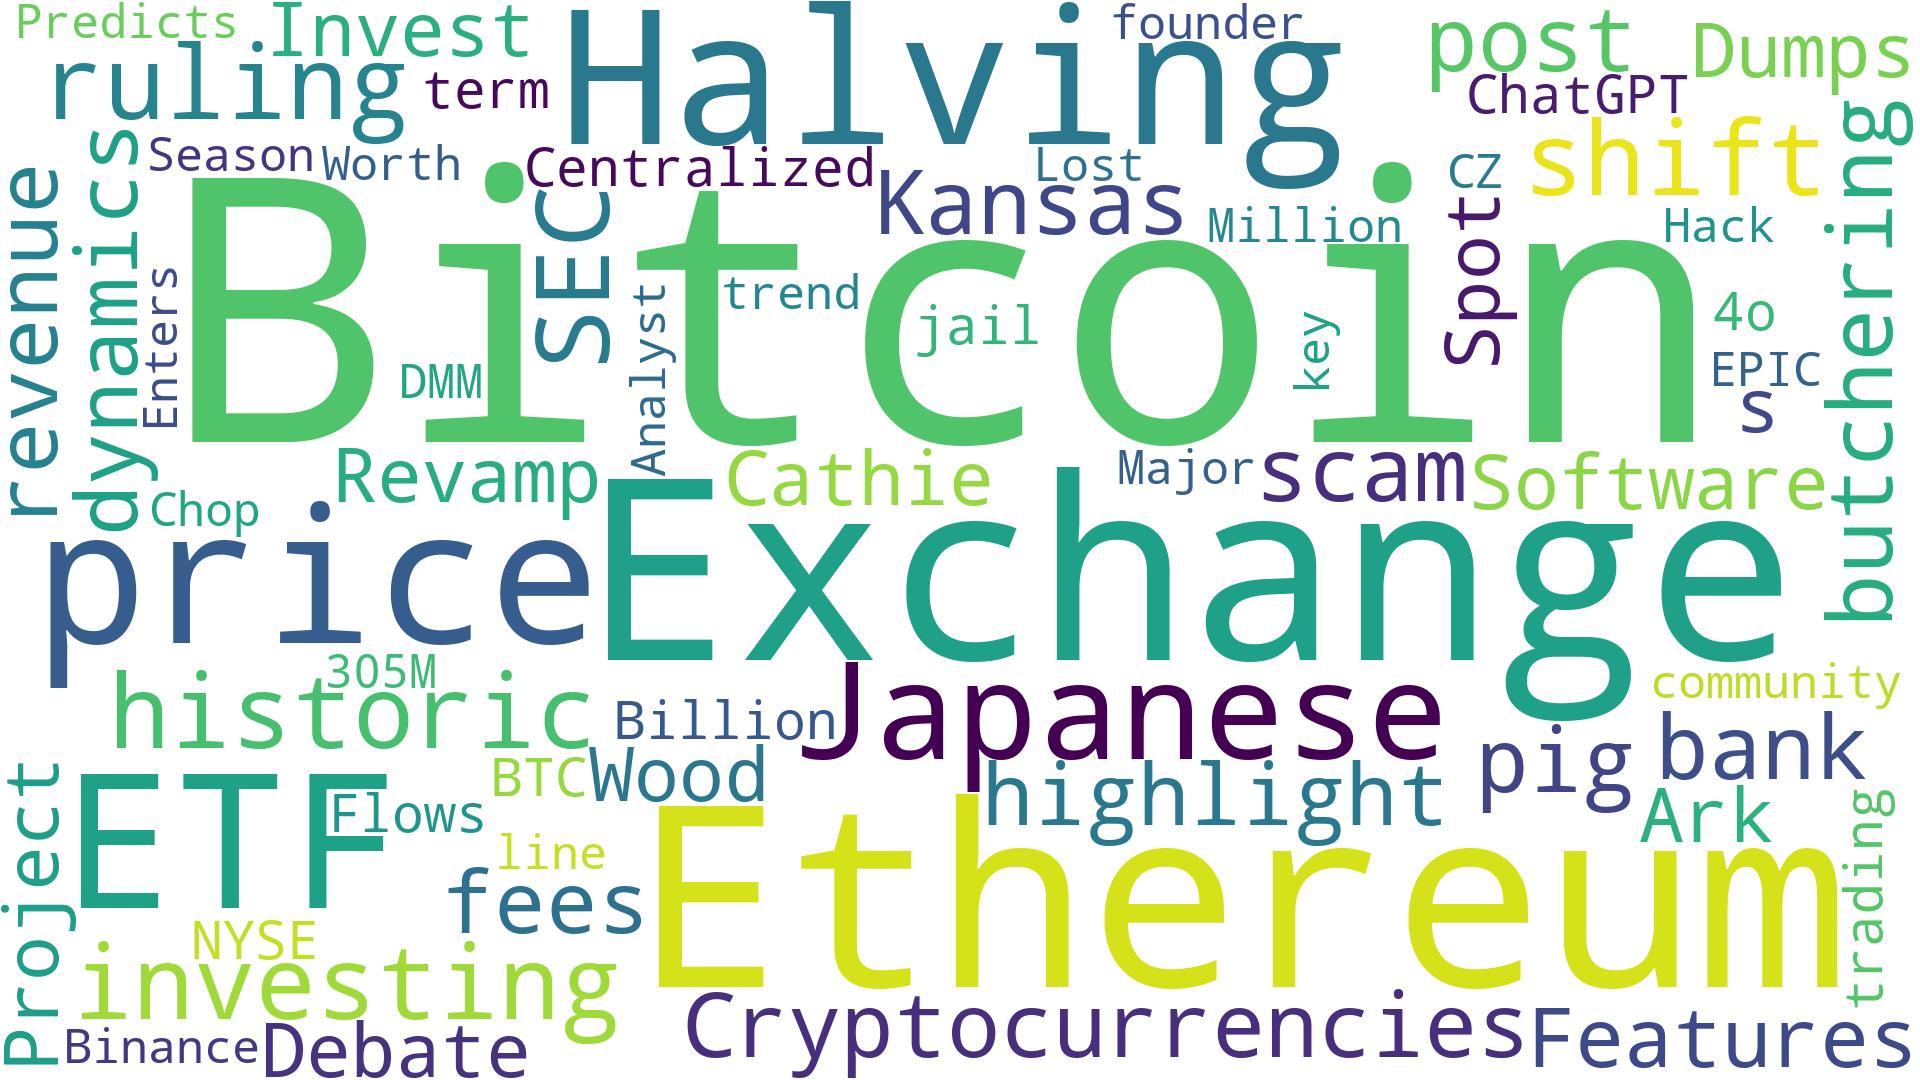 Predicts
Invest
Halving
founder
post
Dumps
ruling
term
ChatGPT
Season
Worth
Centralized
Lost
CZ
shift
butchering
dynamics
revenue
SEC
Kansas
Million
Spot
Hack
Bitcoin
Enters
Analyst
trend
jail
key
4o
DMM
EPIC
s
Revamp
Cathie
Major
scam
Software
Chop
price
Exchange
historic
305M
Billion
Japanese
community
pig
bank
BTC
Wood
highlight
Ark
Project
ETF
Flows
line
fees
Ethereum
trading
NYSE
investing
Binance
Debate
Cryptocurrencies
Features